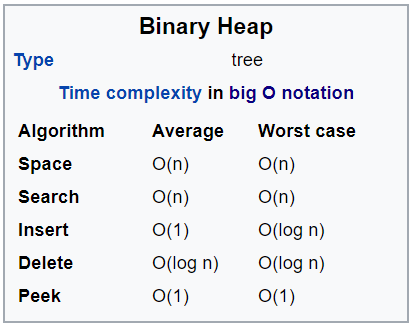 Binary Heap
Type tree
Time complexity in big O notation
Algorithm Average Worst case
Space O(n) O(n)
Search O(n) O(n)
Insert O(1) O(log n)
Delete O(log n) O(log n)
Peek O(1) O(1)